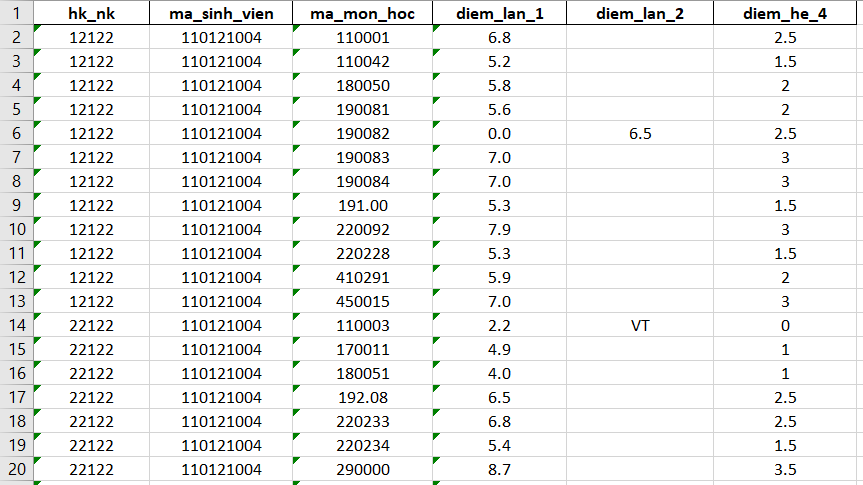 1 hk_nk ma_sinh_vien ma_mon_hoc diem_lan_1 diem_lan_2 diem_he_4
2 12122 110121004 110001 6.8 2.5
3 12122 110121004 110042 5.2 1.5
4 12122 110121004 180050 5.8 2
5 12122 110121004 190081 5.6 2
6 12122 110121004 190082 0.0 6.5 2.5
7 12122 110121004 190083 7.0 3
8 12122 110121004 190084 7.0 3
9 12122 110121004 191.00 5.3 1.5
10 12122 110121004 220092 7.9 3
11 12122 110121004 220228 5.3 1.5
12 12122 110121004 410291 5.9 2
13 12122 110121004 450015 7.0 3
14 22122 110121004 110003 2.2 VT 0
15 22122 110121004 170011 4.9 1
16 22122 110121004 180051 4.0 1
17 22122 110121004 192.08 6.5 2.5
18 22122 110121004 220233 6.8 2.5
19 22122 110121004 220234 5.4 1.5
20 22122 110121004 290000 8.7 3.5